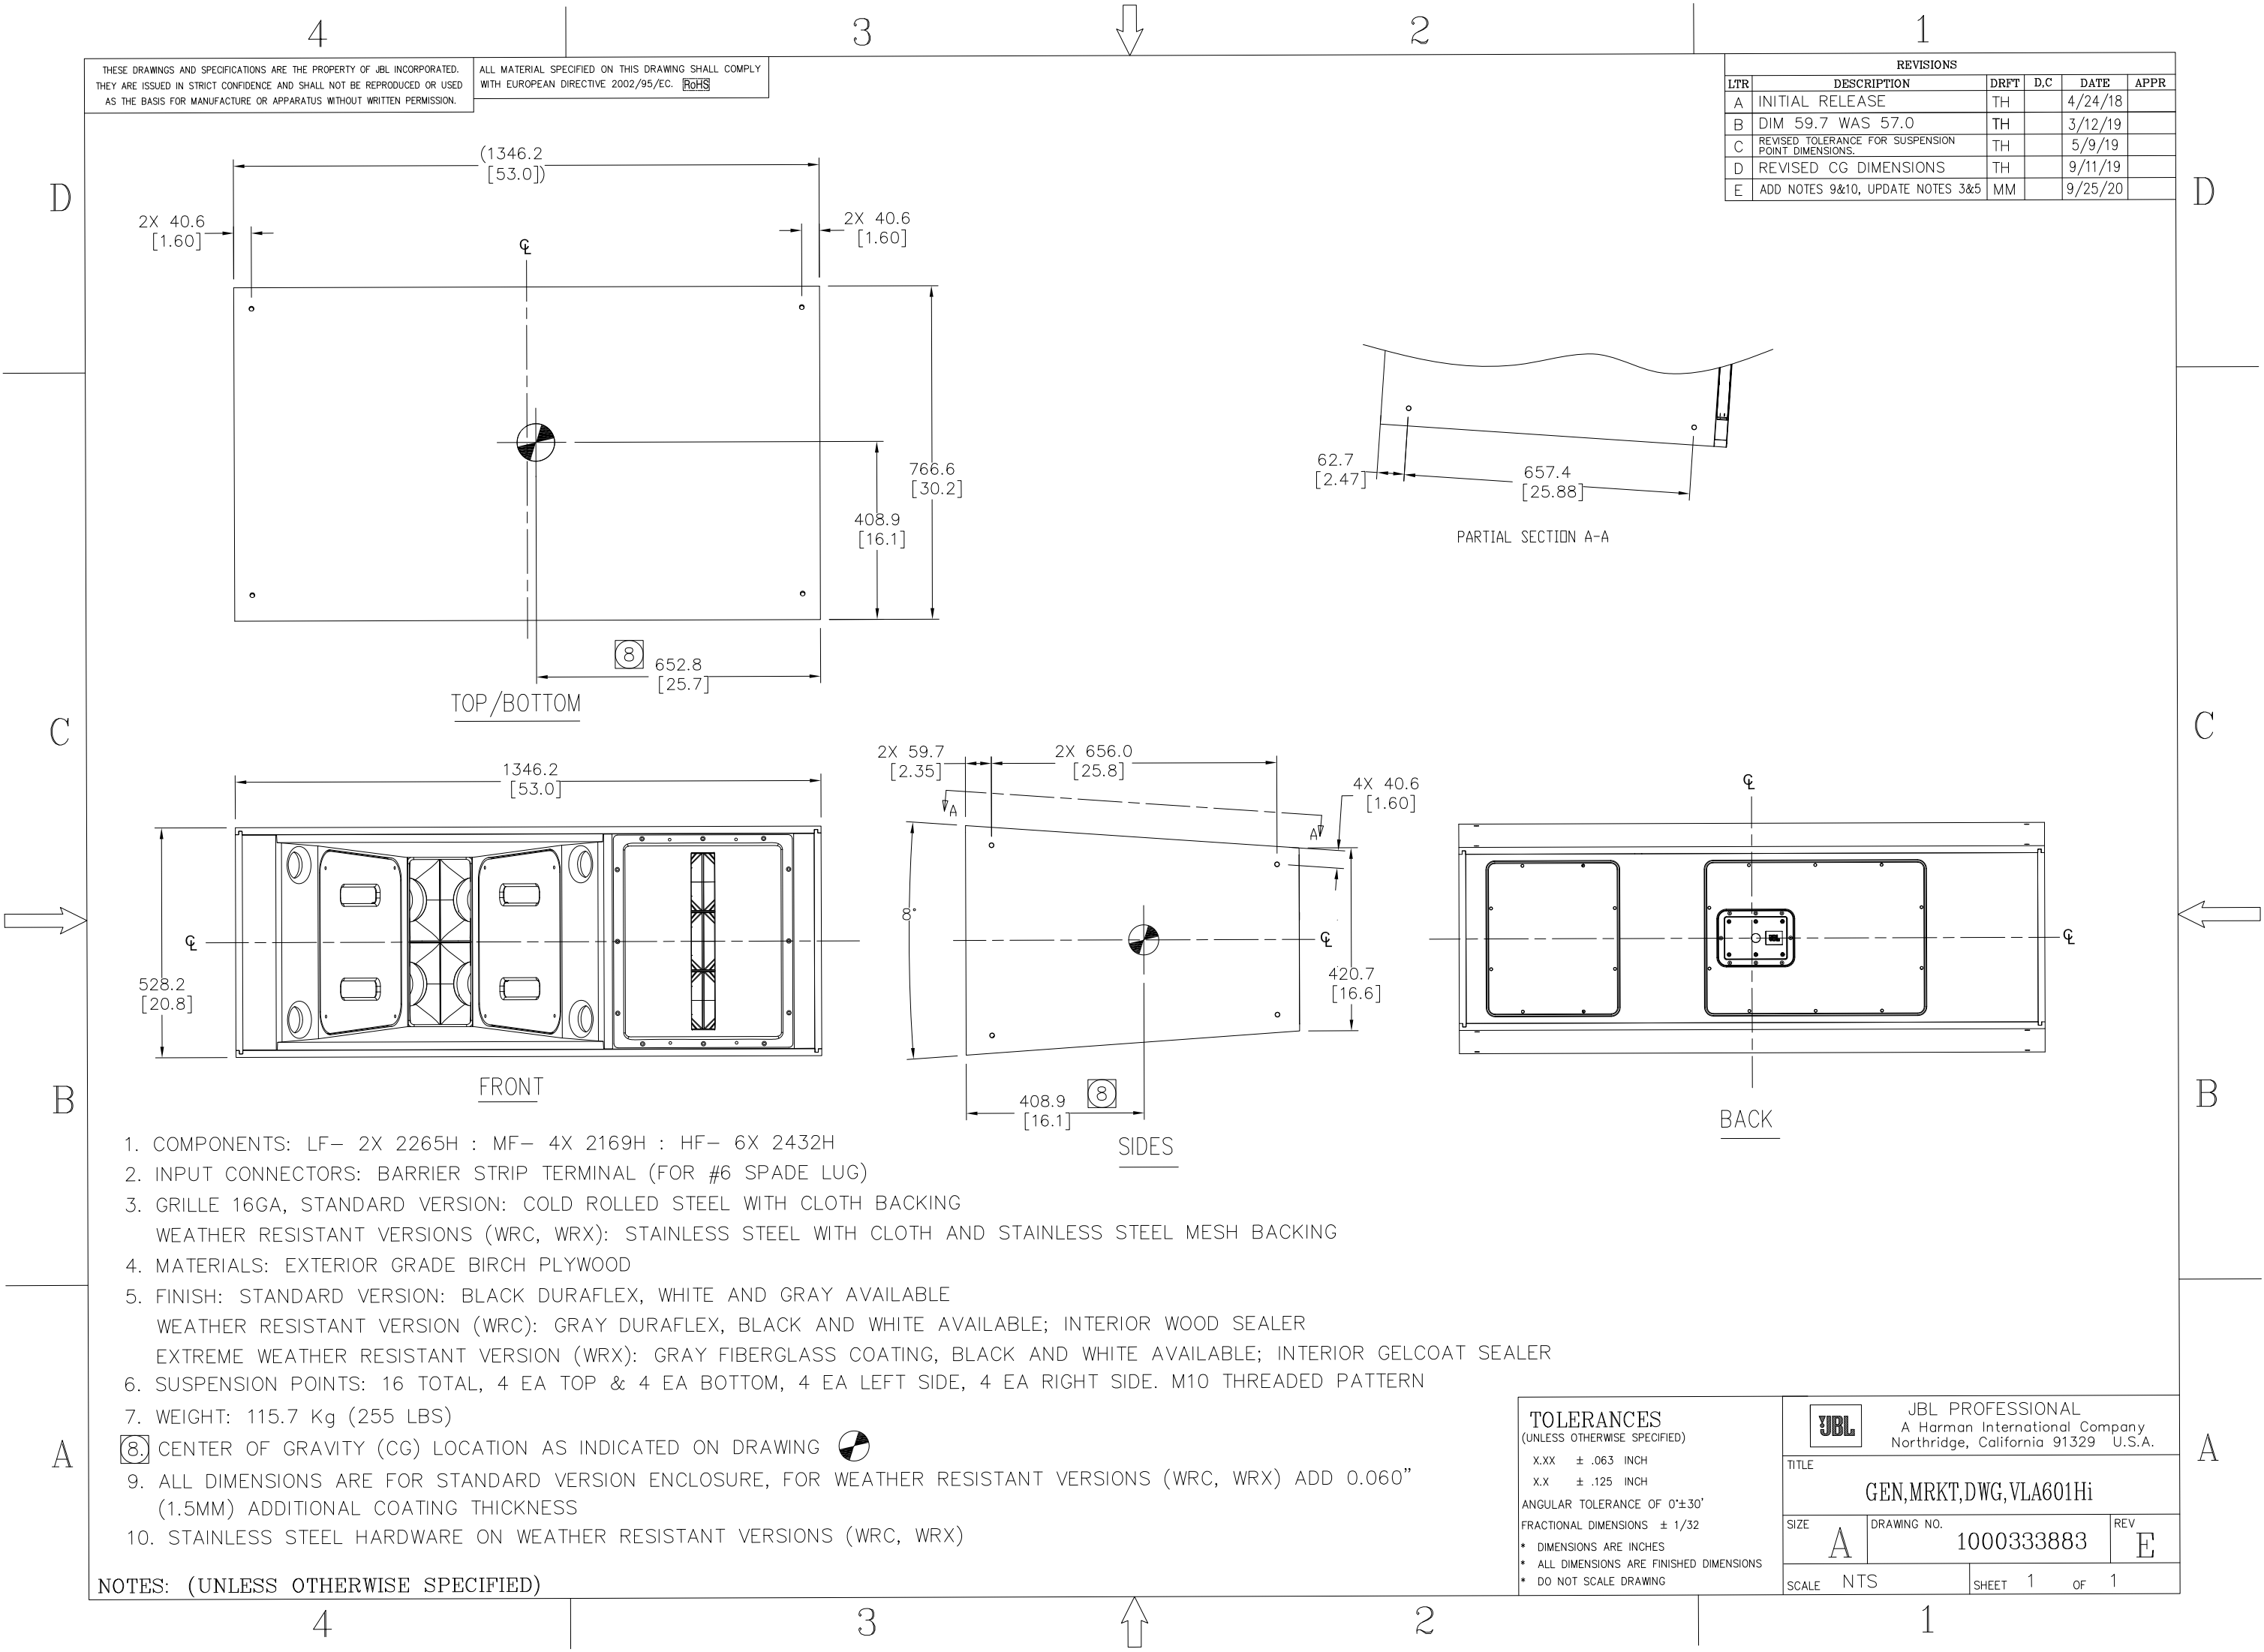 4 3 2 1
THESE DRAWINGS AND SPECIFICATIONS ARE THE PROPERTY OF JBL INCORPORATED.
THEY ARE ISSUED IN STRICT CONFIDENCE AND SHALL NOT BE REPRODUCED OR USED
AS THE BASIS FOR MANUFACTURE OR APPARATUS WITHOUT WRITTEN PERMISSION.
ALL MATERIAL SPECIFIED ON THIS DRAWING SHALL COMPLY
WITH EUROPEAN DIRECTIVE 2002/95/EC. RoHS
REVISIONS
LTR DESCRIPTION DRFT D,C DATE APPR
A INITIAL RELEASE TH 4/24/18
B DIM 59.7 WAS 57.0 TH 3/12/19
C REVISED TOLERANCE FOR SUSPENSION
POINT DIMENSIONS. TH 5/9/19
D REVISED CG DIMENSIONS TH 9/11/19
E ADD NOTES 9&10, UPDATE NOTES 3&5 MM 9/25/20
D D
(1346.2
[53.0])
2X 40.6
[1.60]
2X 40.6
[1.60]
℄
766.6
[30.2]
408.9
[16.1]
8
652.8
[25.7]
TOP/BOTTOM
62.7
[2.47]
657.4
[25.88]
PARTIAL SECTION A-A
C C
1346.2
[53.0]
528.2
[20.8]
℄
FRONT
2X 59.7
[2.35]
2X 656.0
[25.8]
4X 40.6
[1.60]
A A
8°
℄
420.7
[16.6]
408.9
[16.1]
8
SIDES
℄
℄
JBL
BACK
B B
1. COMPONENTS: LF- 2X 2265H : MF- 4X 2169H : HF- 6X 2432H
2. INPUT CONNECTORS: BARRIER STRIP TERMINAL (FOR #6 SPADE LUG)
3. GRILLE 16GA, STANDARD VERSION: COLD ROLLED STEEL WITH CLOTH BACKING
WEATHER RESISTANT VERSIONS (WRC, WRX): STAINLESS STEEL WITH CLOTH AND STAINLESS STEEL MESH BACKING
4. MATERIALS: EXTERIOR GRADE BIRCH PLYWOOD
5. FINISH: STANDARD VERSION: BLACK DURAFLEX, WHITE AND GRAY AVAILABLE
WEATHER RESISTANT VERSION (WRC): GRAY DURAFLEX, BLACK AND WHITE AVAILABLE; INTERIOR WOOD SEALER
EXTREME WEATHER RESISTANT VERSION (WRX): GRAY FIBERGLASS COATING, BLACK AND WHITE AVAILABLE; INTERIOR GELCOAT SEALER
6. SUSPENSION POINTS: 16 TOTAL, 4 EA TOP & 4 EA BOTTOM, 4 EA LEFT SIDE, 4 EA RIGHT SIDE. M10 THREADED PATTERN
7. WEIGHT: 115.7 Kg (255 LBS)
8. CENTER OF GRAVITY (CG) LOCATION AS INDICATED ON DRAWING
9. ALL DIMENSIONS ARE FOR STANDARD VERSION ENCLOSURE, FOR WEATHER RESISTANT VERSIONS (WRC, WRX) ADD 0.060"
(1.5MM) ADDITIONAL COATING THICKNESS
10. STAINLESS STEEL HARDWARE ON WEATHER RESISTANT VERSIONS (WRC, WRX)
NOTES: (UNLESS OTHERWISE SPECIFIED)
A A
TOLERANCES
(UNLESS OTHERWISE SPECIFIED)
X.XX ± .063 INCH
X.X ± .125 INCH
ANGULAR TOLERANCE OF 0°±30'
FRACTIONAL DIMENSIONS ± 1/32
* DIMENSIONS ARE INCHES
* ALL DIMENSIONS ARE FINISHED DIMENSIONS
* DO NOT SCALE DRAWING
JBL
JBL PROFESSIONAL
A Harman International Company
Northridge, California 91329 U.S.A.
TITLE
GEN,MRKT,DWG,VLA601Hi
SIZE A
DRAWING NO. 1000333883
REV E
SCALE NTS
SHEET 1 OF 1
4 3 2 1